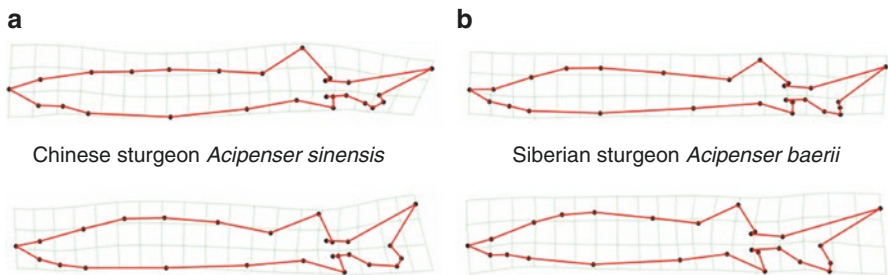 a
b
Chinese sturgeon Acipenser sinensis
Siberian sturgeon Acipenser baerii